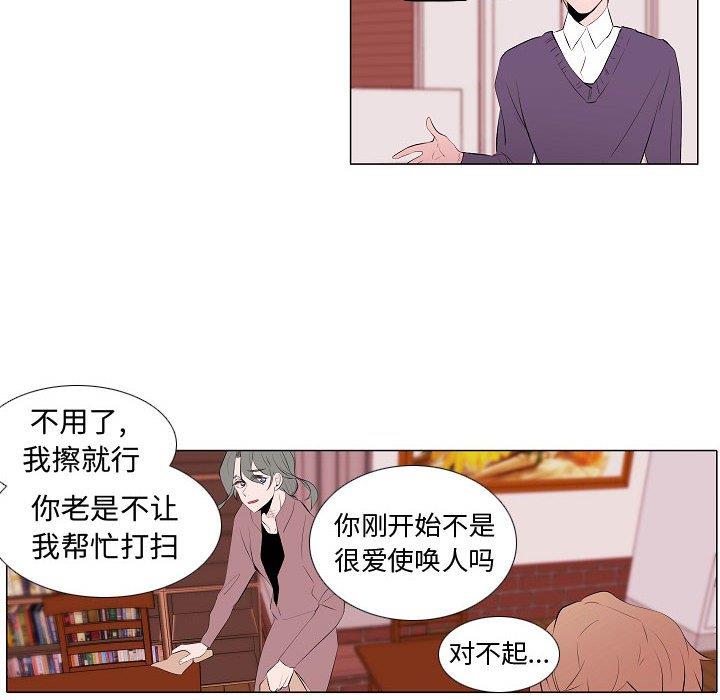 不用了，
我擦就行
你老是不让
我帮忙打扫
你刚开始不是
很爱使唤人吗
对不起...